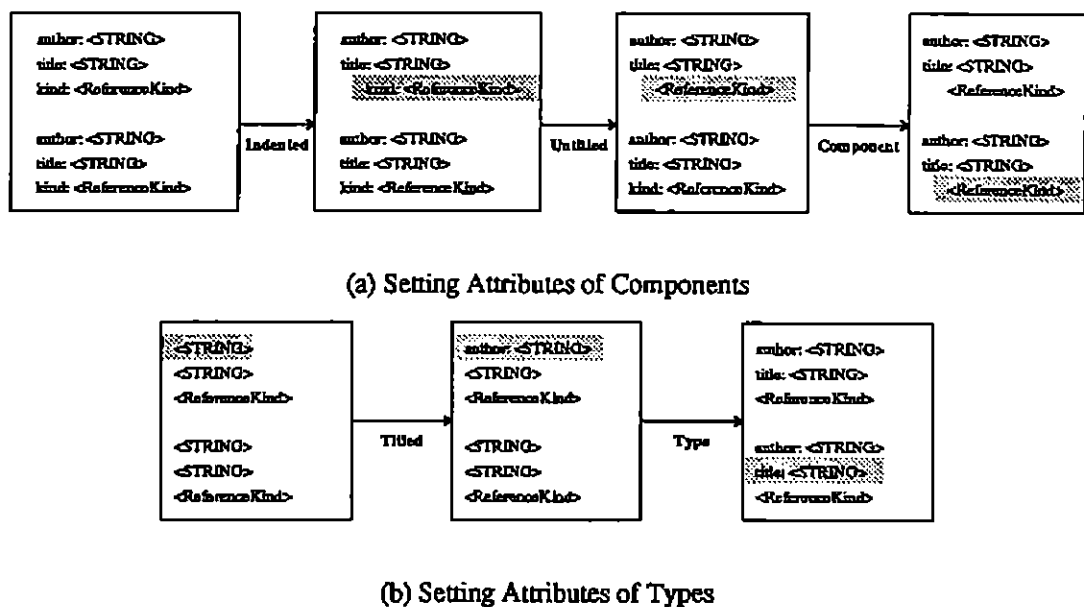 author: <STRING>
title: <STRING>
kind: <ReferenceKind>
author: <STRING>
title: <STRING>
kind: <ReferenceKind>
Indented
author: <STRING>
title: <STRING>
kind: <ReferenceKind>
author: <STRING>
title: <STRING>
kind: <ReferenceKind>
Untitled
author: <STRING>
title: <STRING>
<ReferenceKind>
author: <STRING>
title: <STRING>
kind: <ReferenceKind>
Component
author: <STRING>
title: <STRING>
<ReferenceKind>
author: <STRING>
title: <STRING>
<ReferenceKind>
(a) Setting Attributes of Components
<STRING>
<STRING>
<ReferenceKind>
<STRING>
<STRING>
<ReferenceKind>
Titled
author: <STRING>
<STRING>
<ReferenceKind>
<STRING>
<STRING>
<ReferenceKind>
Type
author: <STRING>
title: <STRING>
<ReferenceKind>
author: <STRING>
title: <STRING>
<ReferenceKind>
(b) Setting Attributes of Types